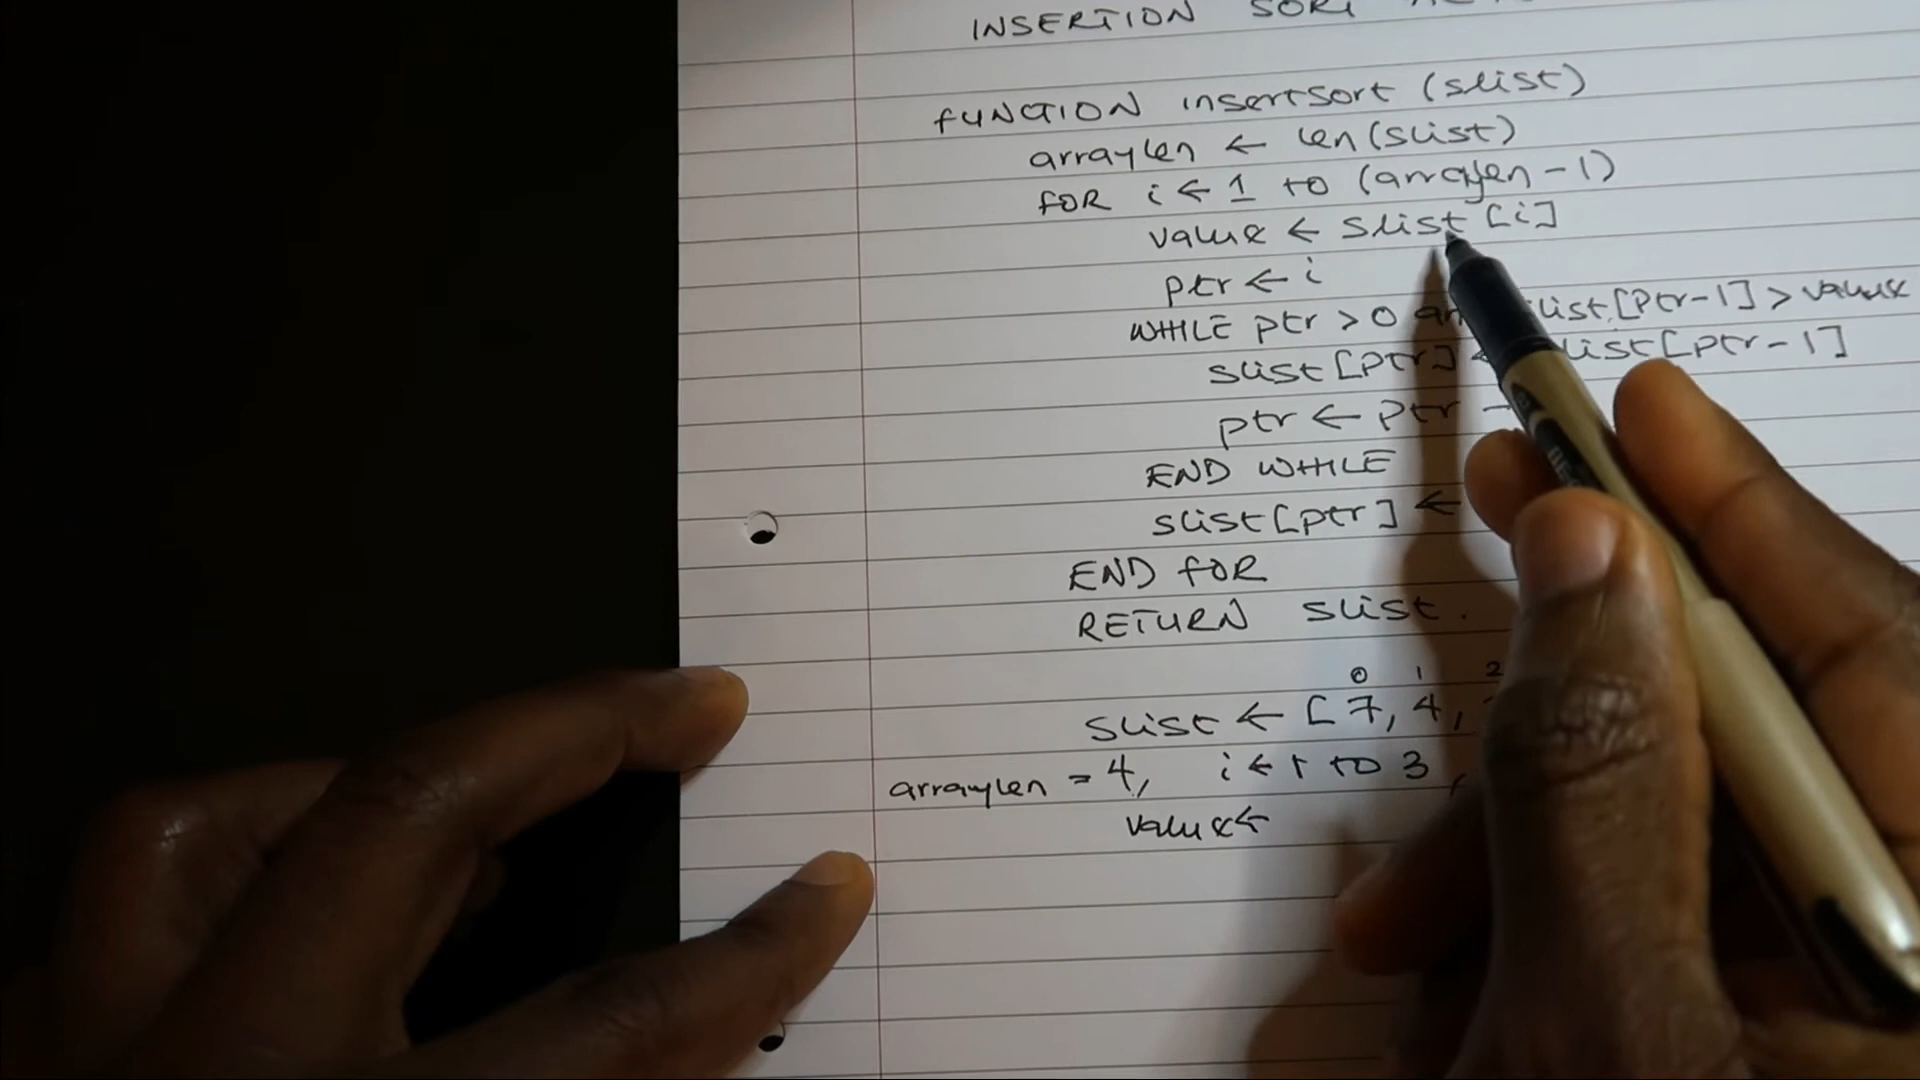 INSERTION SORT
FUNCTION insertsort (slist)
arraylen ← len(slist)
FOR i ← 1 to (arraylen - 1)
value ← slist[i]
ptr ← i
WHILE ptr > 0 slist[ptr-1] > value
slist[ptr] slist[ptr-1]
ptr ← ptr -
END WHILE
slist[ptr] ←
END FOR
RETURN slist.
0 1 2
slist ← [7, 4,
arraylen = 4, i ← 1 to 3,
value ←